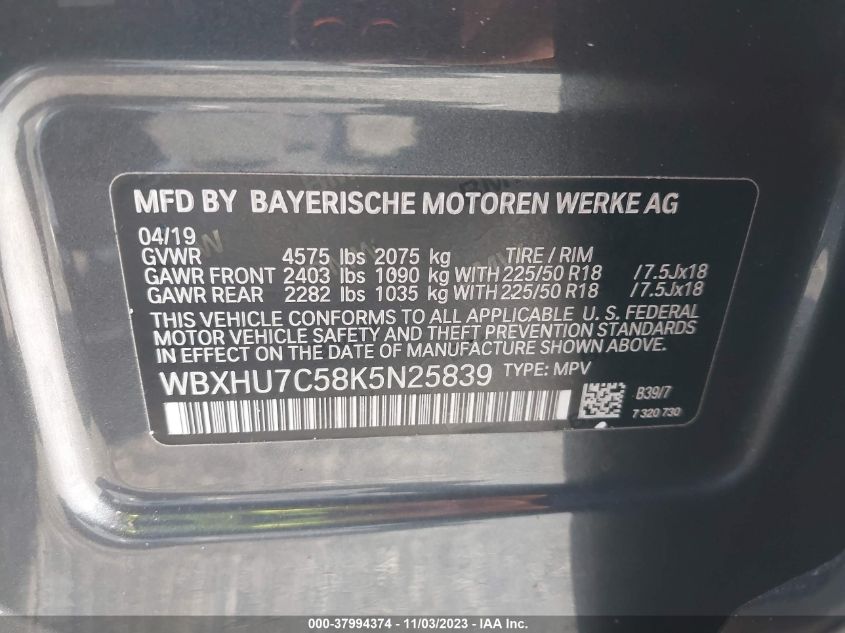 MFD BY BAYERISCHE MOTOREN WERKE AG
04/19
GVWR 4575 lbs 2075 kg TIRE / RIM
GAWR FRONT 2403 lbs 1090 kg WITH 225/50 R18 /7.5Jx18
GAWR REAR 2282 lbs 1035 kg WITH 225/50 R18 /7.5Jx18
THIS VEHICLE CONFORMS TO ALL APPLICABLE U. S. FEDERAL
MOTOR VEHICLE SAFETY AND THEFT PREVENTION STANDARDS
IN EFFECT ON THE DATE OF MANUFACTURE SHOWN ABOVE.
WBXHU7C58K5N25839 TYPE: MPV
B39/7
7 320 730
000-37994374 | 11/03/2023 | IAA Inc.